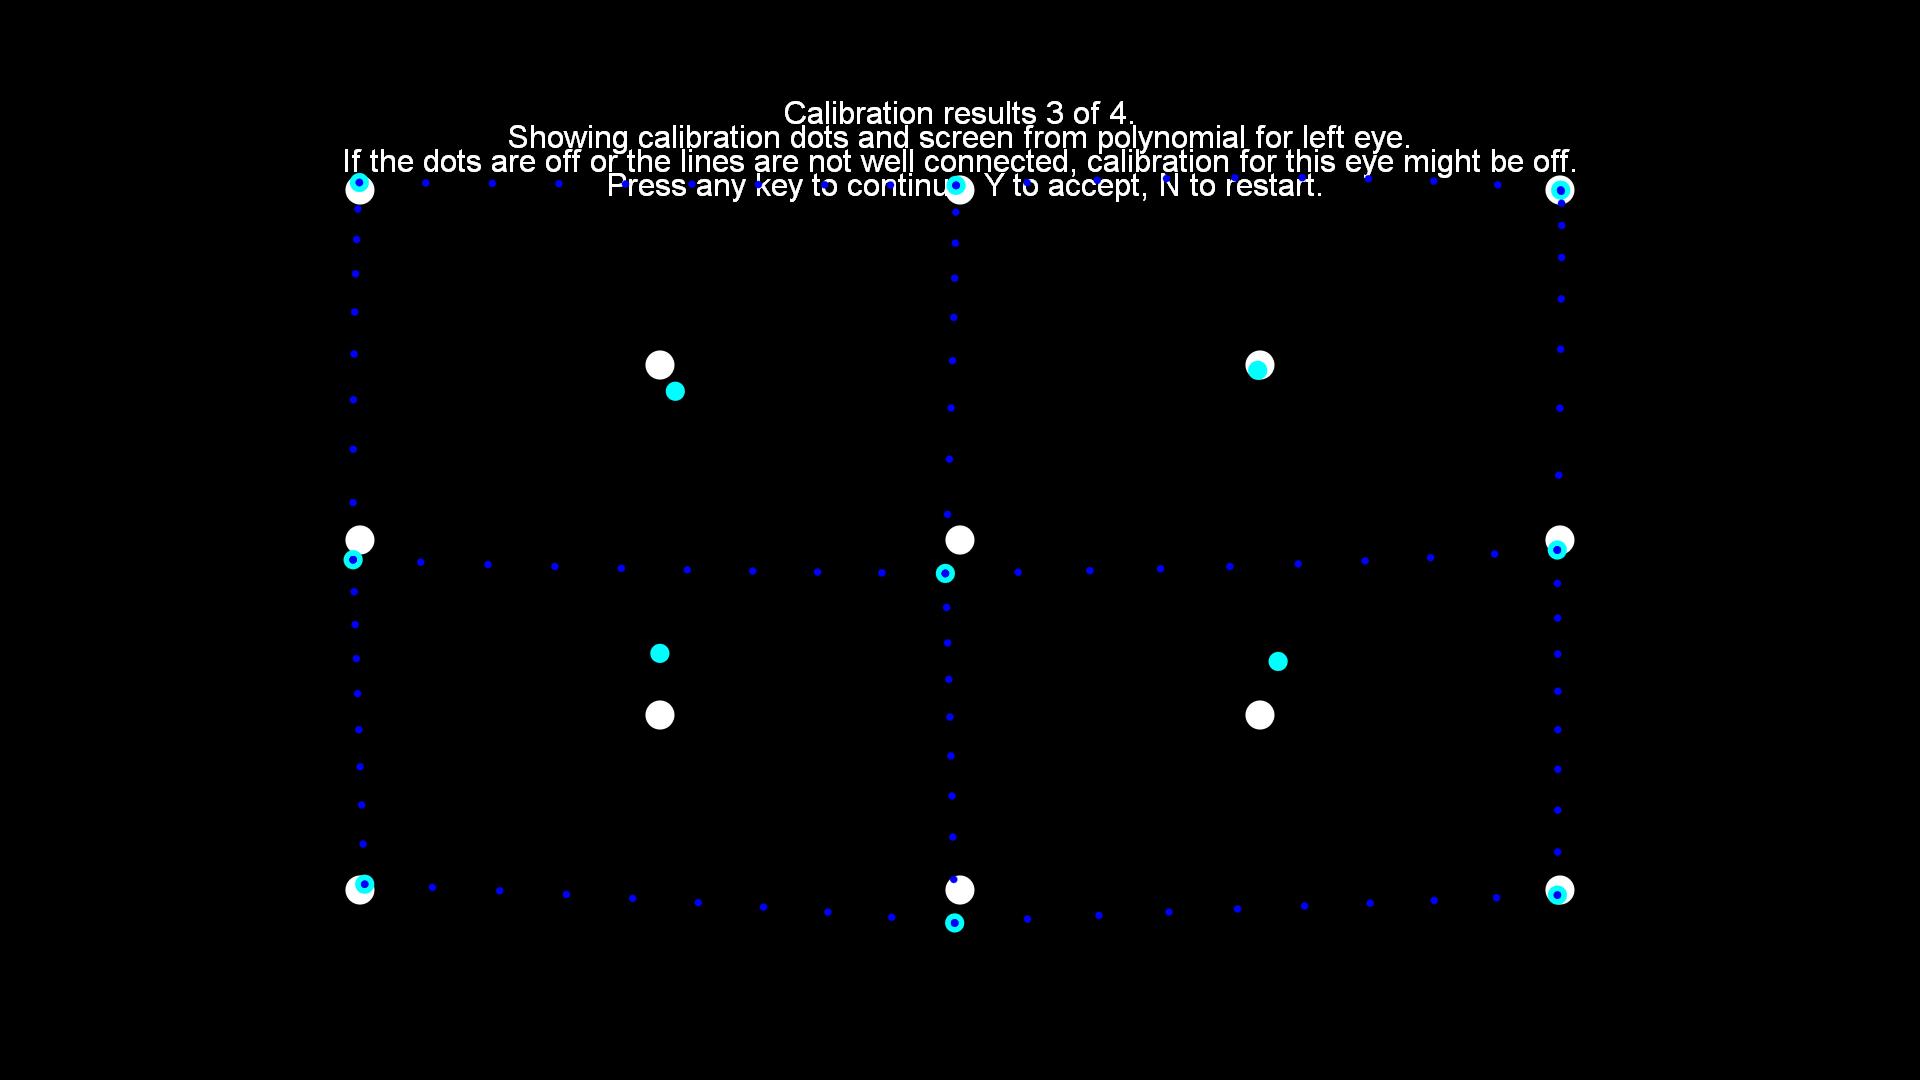 Calibration results 3 of 4.
Showing calibration dots and screen from polynomial for left eye.
If the dots are off or the lines are not well connected, calibration for this eye might be off.
Press any key to continu Y to accept, N to restart.